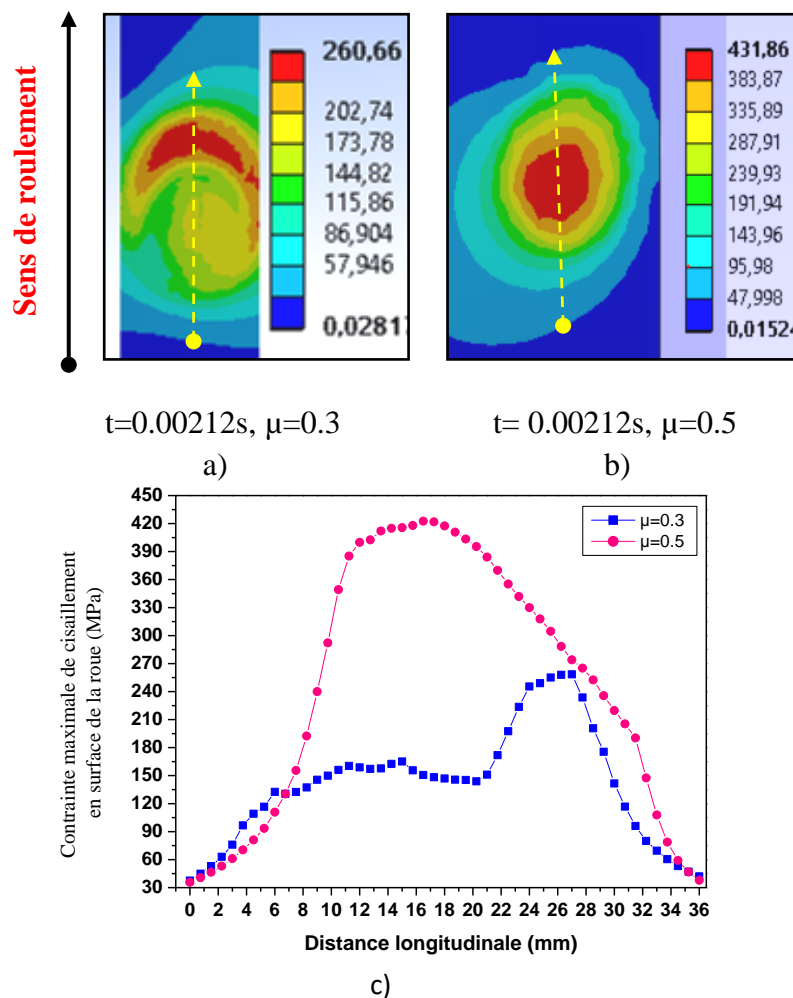 Sens de roulement
260,66
202,74
173,78
144,82
115,86
86,904
57,946
0,02817
431,86
383,87
335,89
287,91
239,93
191,94
143,96
95,98
47,998
0,01524
t=0.00212s, µ=0.3
a)
t= 0.00212s, µ=0.5
b)
450
420
390
360
330
300
270
240
210
180
150
120
90
60
30
µ=0.3
µ=0.5
Contrainte maximale de cisaillement
en surface de la roue (MPa)
0 2 4 6 8 10 12 14 16 18 20 22 24 26 28 30 32 34 36
Distance longitudinale (mm)
c)